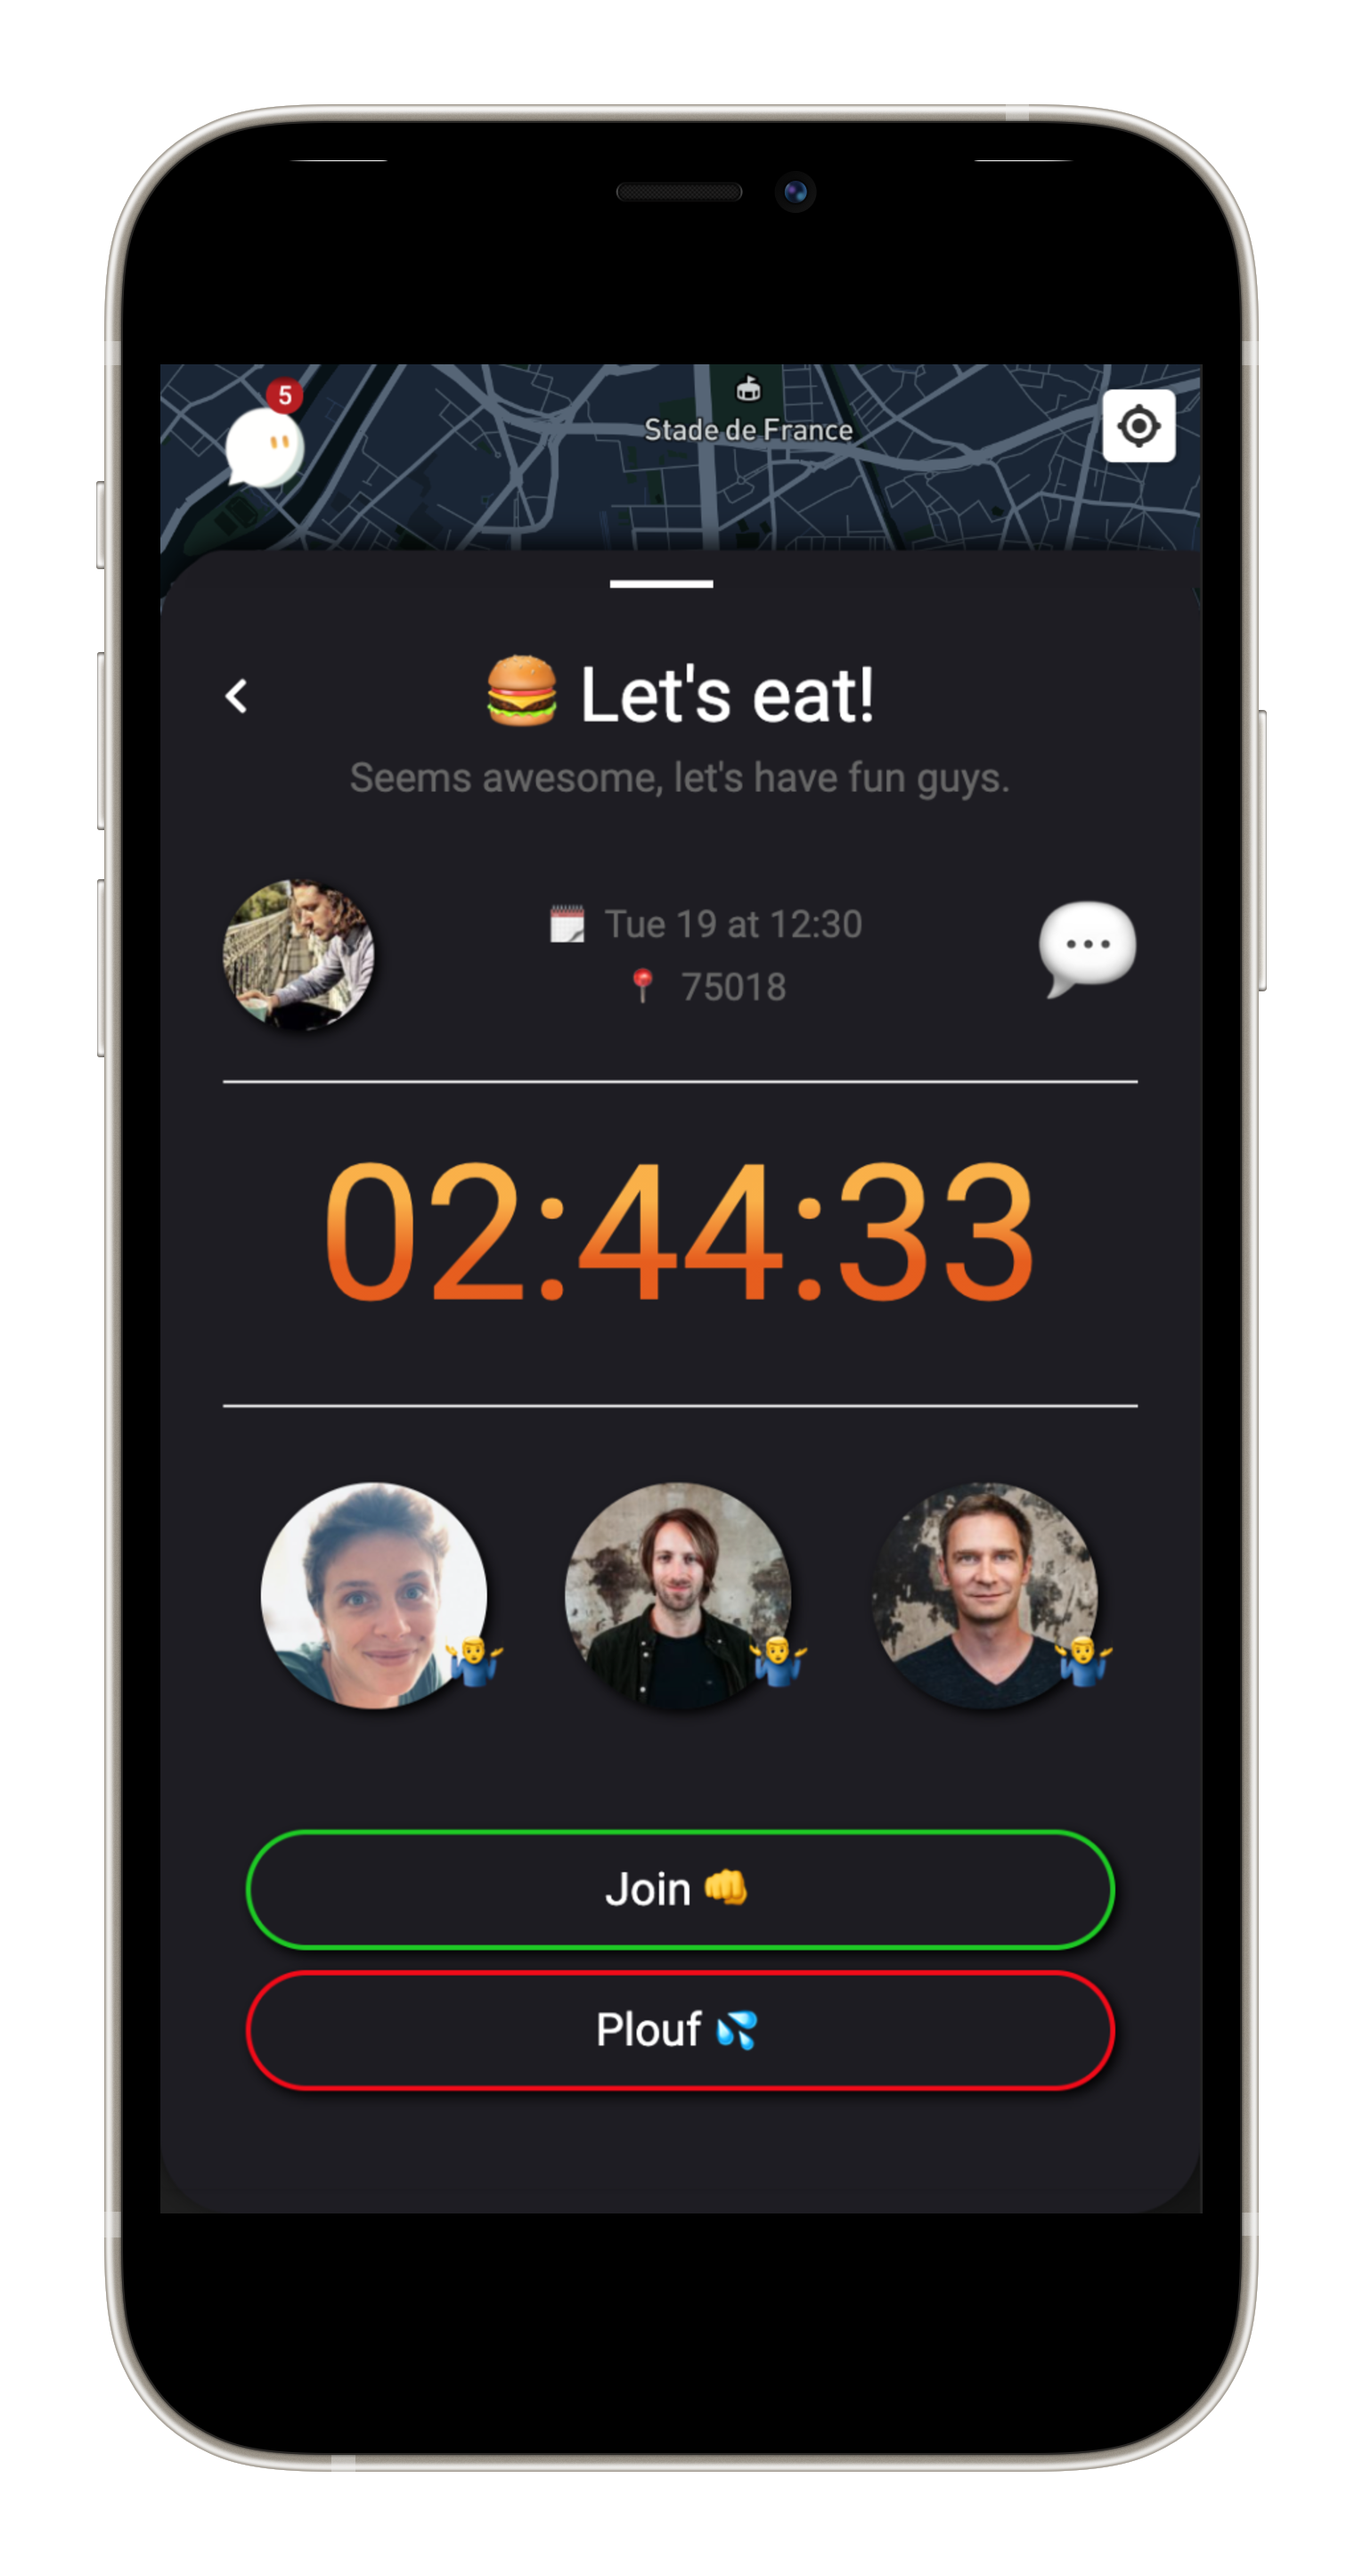 5
Stade de France
Let's eat!
Seems awesome, let's have fun guys.
Tue 19 at 12:30
75018
02:44:33
Join
Plouf